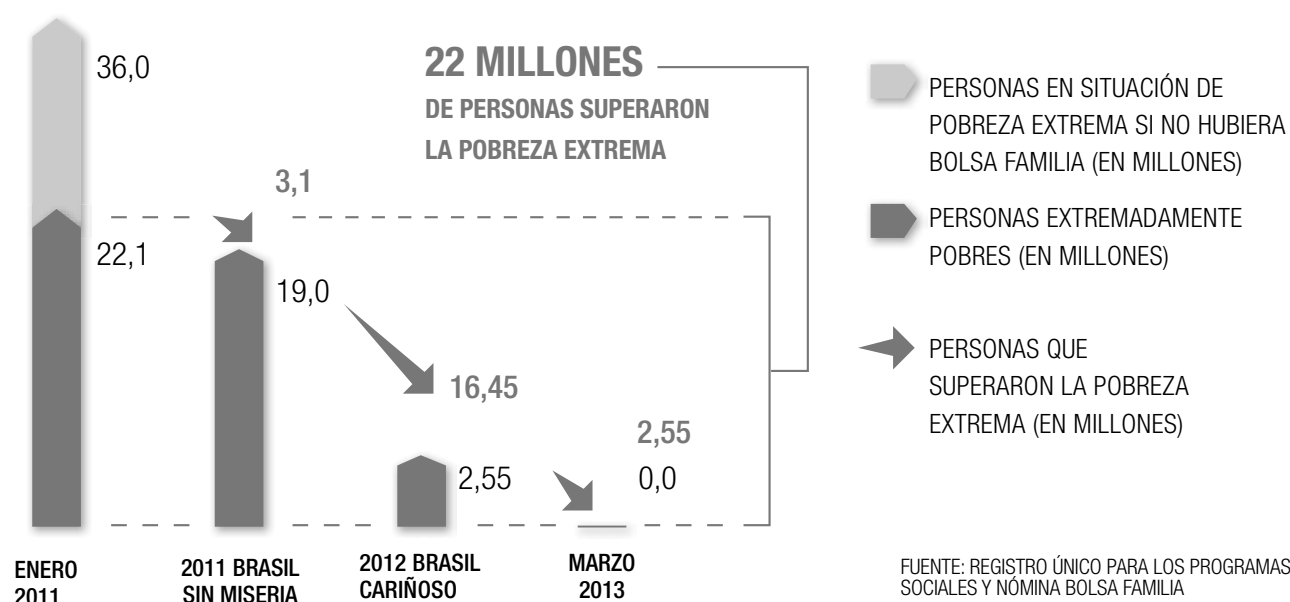 36,0
22 MILLONES
DE PERSONAS SUPERARON
LA POBREZA EXTREMA
3,1
22,1
19,0
16,45
2,55
2,55
0,0
ENERO
2011
2011 BRASIL
SIN MISERIA
2012 BRASIL
CARIÑOSO
MARZO
2013
PERSONAS EN SITUACIÓN DE
POBREZA EXTREMA SI NO HUBIERA
BOLSA FAMILIA (EN MILLONES)
PERSONAS EXTREMADAMENTE
POBRES (EN MILLONES)
PERSONAS QUE
SUPERARON LA POBREZA
EXTREMA (EN MILLONES)
FUENTE: REGISTRO ÚNICO PARA LOS PROGRAMAS
SOCIALES Y NÓMINA BOLSA FAMILIA